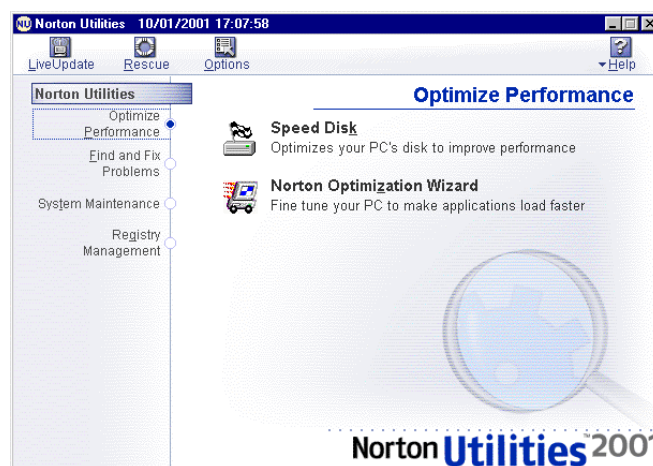 Norton Utilities 10/01/2001 17:07:58
LiveUpdate Rescue Options Help
Norton Utilities
Optimize
Performance
Find and Fix
Problems
System Maintenance
Registry
Management
Optimize Performance
Speed Disk
Optimizes your PC's disk to improve performance
Norton Optimization Wizard
Fine tune your PC to make applications load faster
Norton Utilities™ 2001